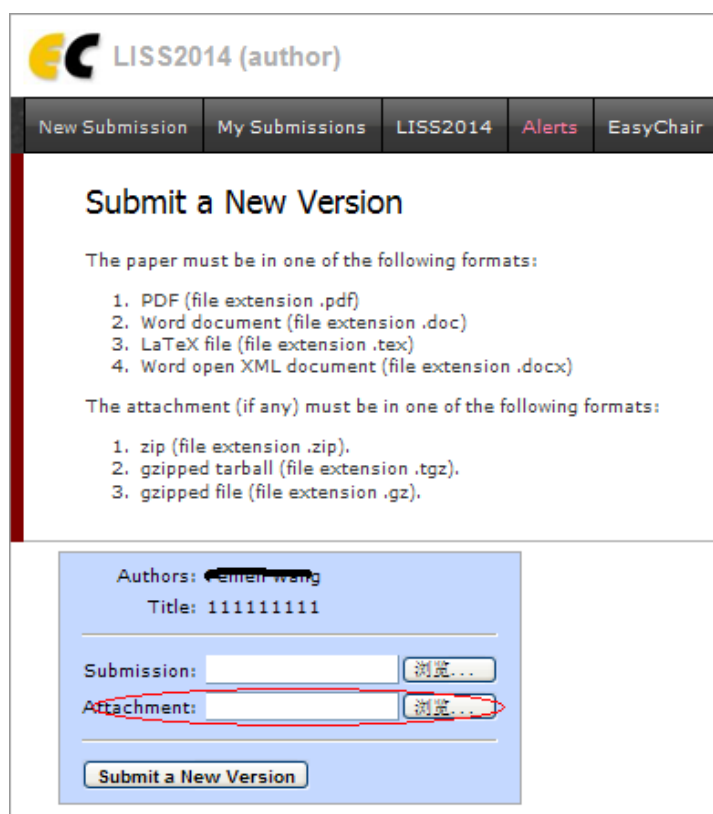 EC LISS2014 (author)
New Submission My Submissions LISS2014 Alerts EasyChair
Submit a New Version
The paper must be in one of the following formats:
1. PDF (file extension .pdf)
2. Word document (file extension .doc)
3. LaTeX file (file extension .tex)
4. Word open XML document (file extension .docx)
The attachment (if any) must be in one of the following formats:
1. zip (file extension .zip).
2. gzipped tarball (file extension .tgz).
3. gzipped file (file extension .gz).
Authors:
Title: 111111111
Submission: 浏览...
Attachment: 浏览...
Submit a New Version